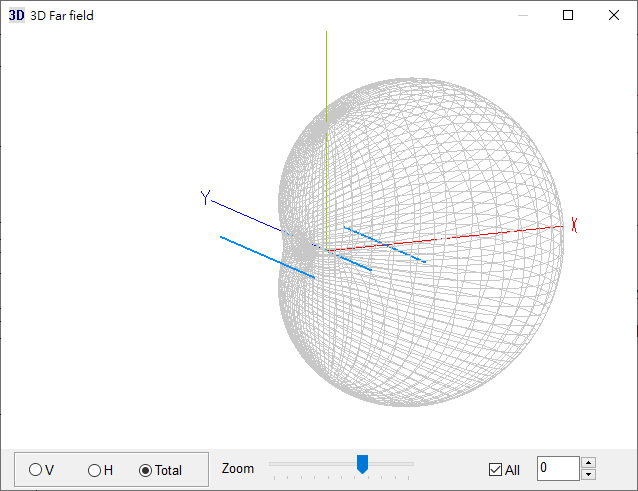 3D 3D Far field
Y
X
V H Total Zoom All 0